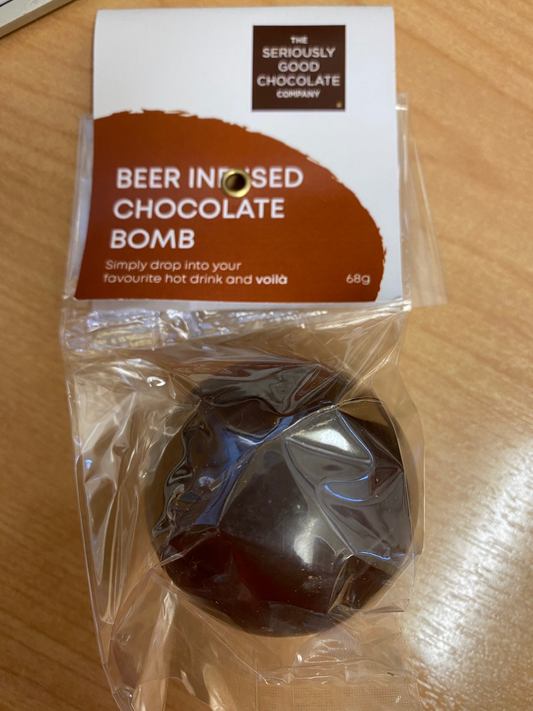 THE
SERIOUSLY
GOOD
CHOCOLATE
COMPANY
BEER INFUSED
CHOCOLATE
BOMB
Simply drop into your
favourite hot drink and voilà
68g